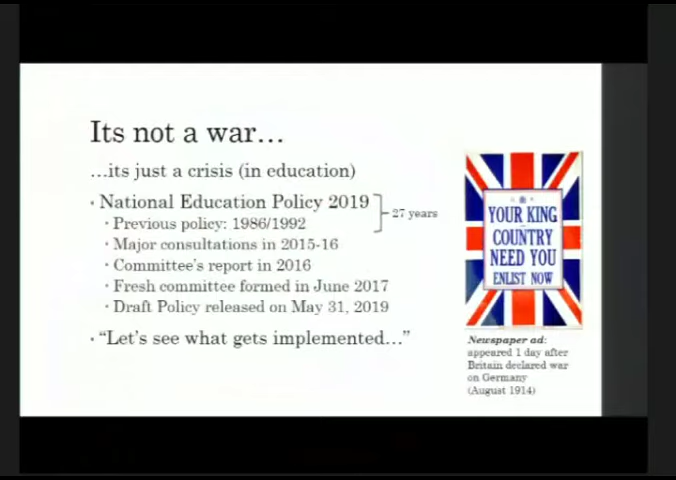 Its not a war…
…its just a crisis (in education)
· National Education Policy 2019
27 years
· Previous policy: 1986/1992
· Major consultations in 2015-16
· Committee's report in 2016
· Fresh committee formed in June 2017
· Draft Policy released on May 31, 2019
· “Let's see what gets implemented…”
YOUR KING
COUNTRY
NEED YOU
ENLIST NOW
Newspaper ad:
appeared 1 day after
Britain declared war
on Germany
(August 1914)